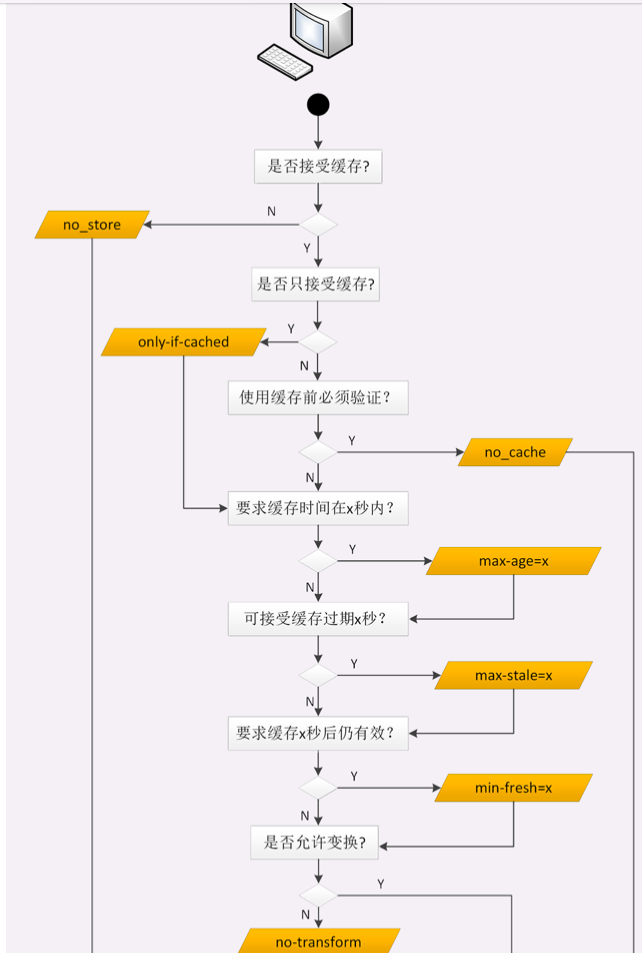 是否接受缓存?
N
no_store
Y
是否只接受缓存?
Y
only-if-cached
N
使用缓存前必须验证?
Y
no_cache
N
要求缓存时间在x秒内?
Y
max-age=x
N
可接受缓存过期x秒?
Y
max-stale=x
N
要求缓存x秒后仍有效?
Y
min-fresh=x
N
是否允许变换?
Y
N
no-transform